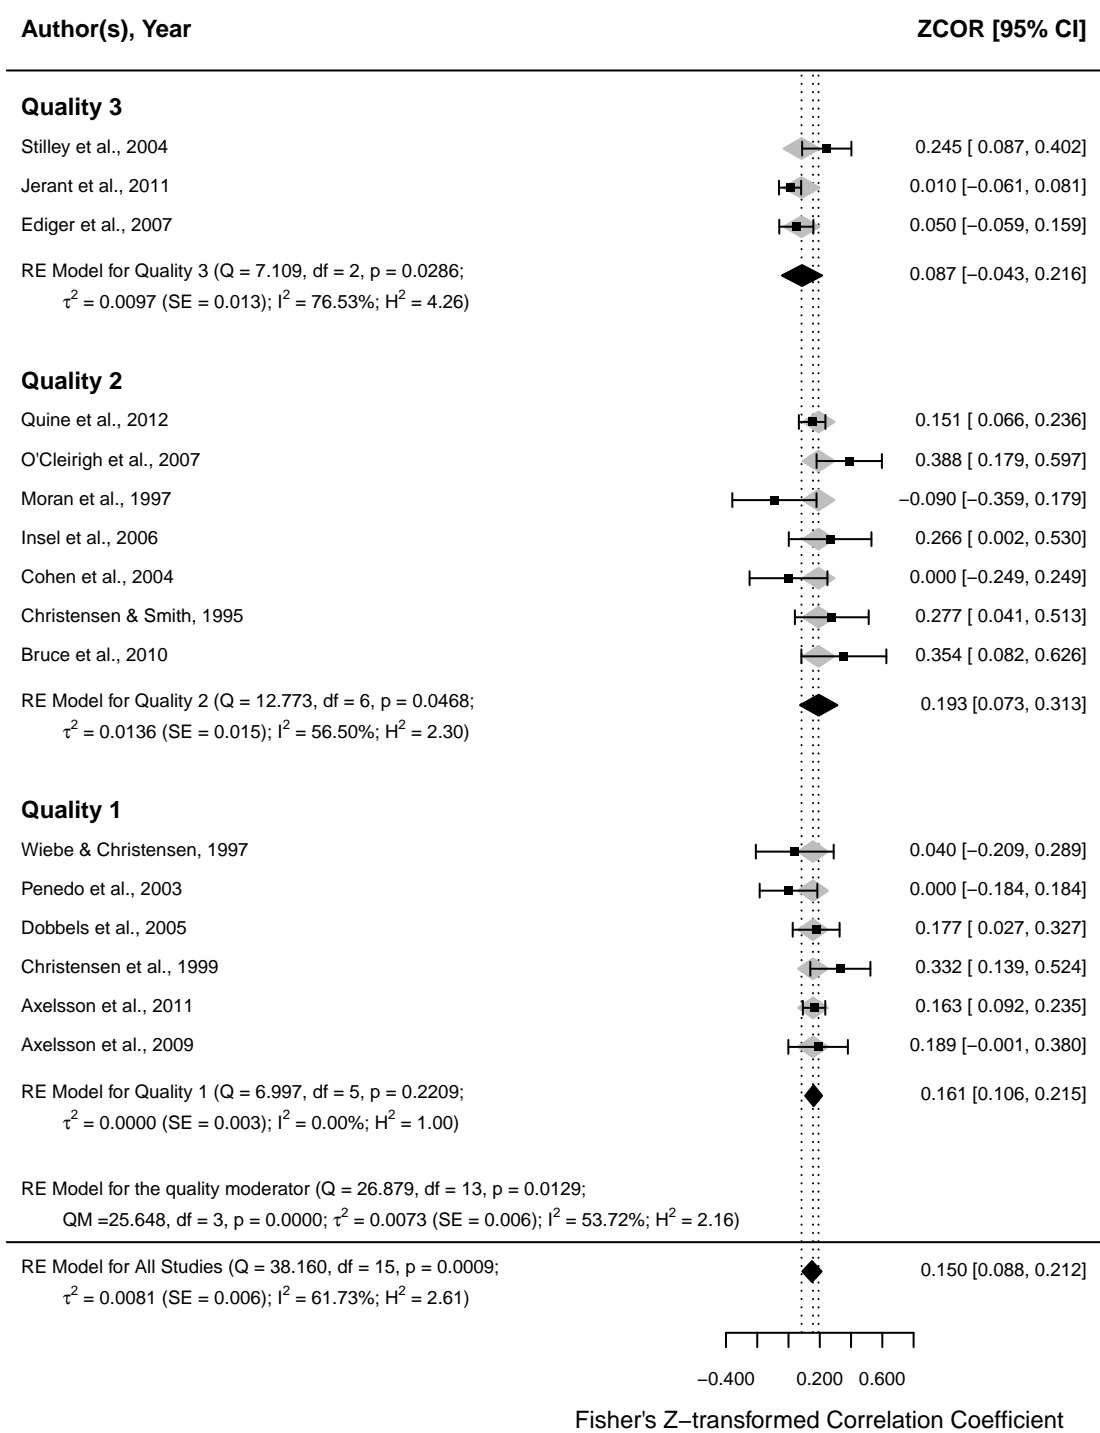 Author(s), Year ZCOR [95% CI]
Quality 3
Stilley et al., 2004 0.245 [ 0.087, 0.402]
Jerant et al., 2011 0.010 [−0.061, 0.081]
Ediger et al., 2007 0.050 [−0.059, 0.159]
RE Model for Quality 3 (Q = 7.109, df = 2, p = 0.0286; 0.087 [−0.043, 0.216]
τ² = 0.0097 (SE = 0.013); I² = 76.53%; H² = 4.26)
Quality 2
Quine et al., 2012 0.151 [ 0.066, 0.236]
O'Cleirigh et al., 2007 0.388 [ 0.179, 0.597]
Moran et al., 1997 −0.090 [−0.359, 0.179]
Insel et al., 2006 0.266 [ 0.002, 0.530]
Cohen et al., 2004 0.000 [−0.249, 0.249]
Christensen & Smith, 1995 0.277 [ 0.041, 0.513]
Bruce et al., 2010 0.354 [ 0.082, 0.626]
RE Model for Quality 2 (Q = 12.773, df = 6, p = 0.0468; 0.193 [0.073, 0.313]
τ² = 0.0136 (SE = 0.015); I² = 56.50%; H² = 2.30)
Quality 1
Wiebe & Christensen, 1997 0.040 [−0.209, 0.289]
Penedo et al., 2003 0.000 [−0.184, 0.184]
Dobbels et al., 2005 0.177 [ 0.027, 0.327]
Christensen et al., 1999 0.332 [ 0.139, 0.524]
Axelsson et al., 2011 0.163 [ 0.092, 0.235]
Axelsson et al., 2009 0.189 [−0.001, 0.380]
RE Model for Quality 1 (Q = 6.997, df = 5, p = 0.2209; 0.161 [0.106, 0.215]
τ² = 0.0000 (SE = 0.003); I² = 0.00%; H² = 1.00)
RE Model for the quality moderator (Q = 26.879, df = 13, p = 0.0129;
QM =25.648, df = 3, p = 0.0000; τ² = 0.0073 (SE = 0.006); I² = 53.72%; H² = 2.16)
RE Model for All Studies (Q = 38.160, df = 15, p = 0.0009; 0.150 [0.088, 0.212]
τ² = 0.0081 (SE = 0.006); I² = 61.73%; H² = 2.61)
−0.400 0.200 0.600
Fisher's Z−transformed Correlation Coefficient